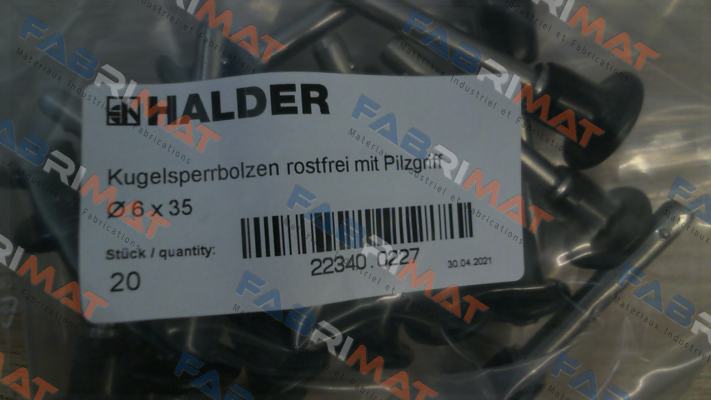 HALDER
Kugelsperrbolzen rostfrei mit Pilzgriff
Ø 6 x 35
Stück / quantity:
20
22340 0227
30.04.2021
FABRIMAT
Materiaux Industriel et Fabrications